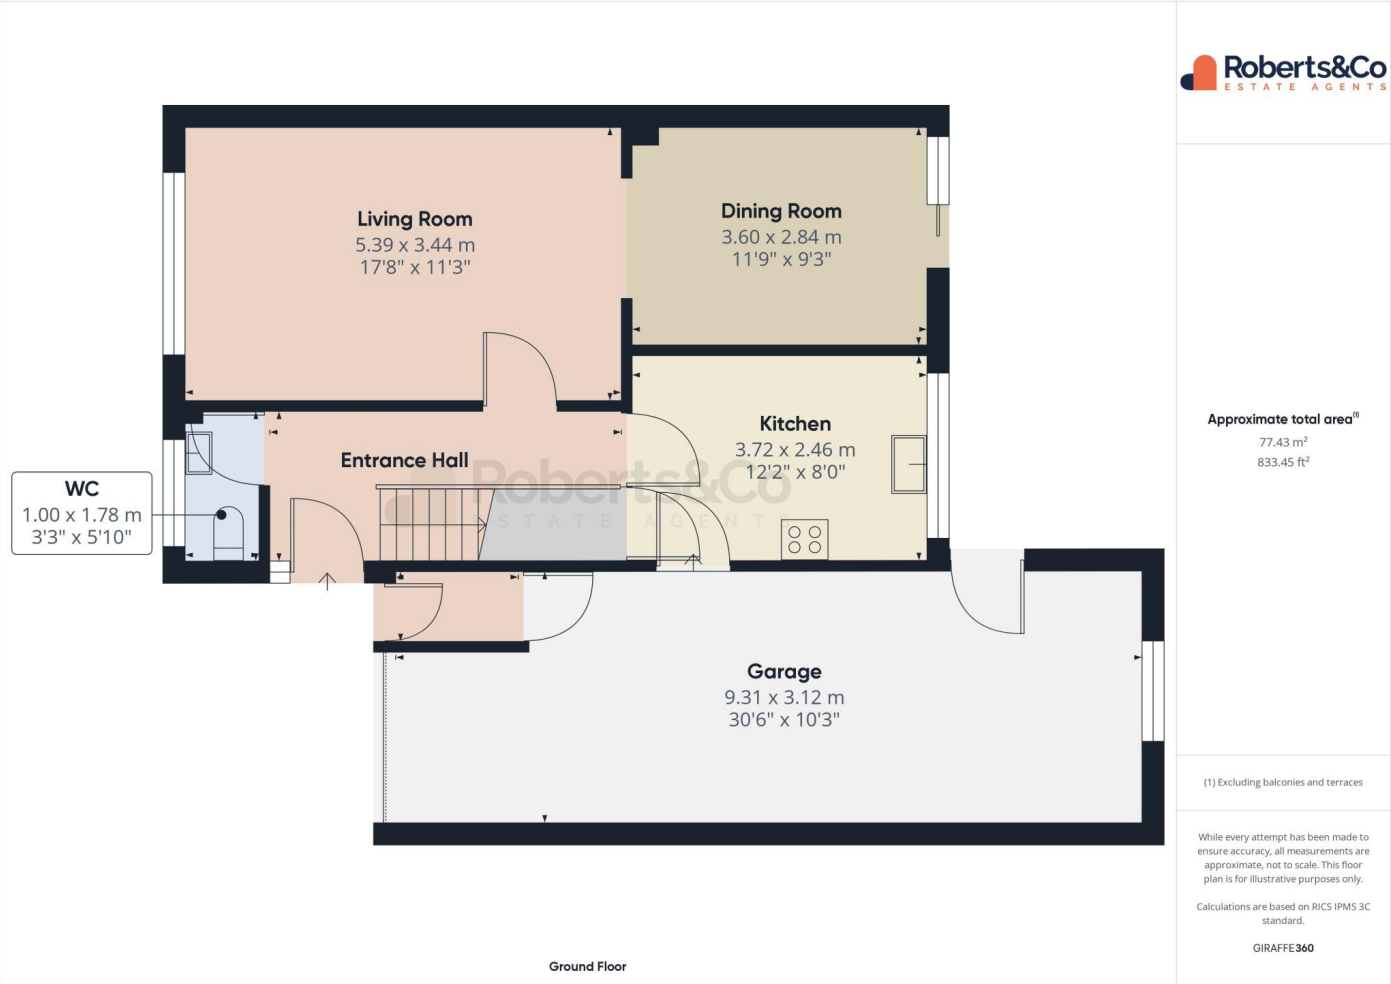 Roberts&Co
ESTATE AGENTS
Living Room
5.39 x 3.44 m
17'8" x 11'3"
Dining Room
3.60 x 2.84 m
11'9" x 9'3"
Kitchen
3.72 x 2.46 m
12'2" x 8'0"
Entrance Hall
Roberts&Co
ESTATE AGENTS
WC
1.00 x 1.78 m
3'3" x 5'10"
Garage
9.31 x 3.12 m
30'6" x 10'3"
Ground Floor
Approximate total area(1)
77.43 m²
833.45 ft²
(1) Excluding balconies and terraces
While every attempt has been made to
ensure accuracy, all measurements are
approximate, not to scale. This floor
plan is for illustrative purposes only.
Calculations are based on RICS IPMS 3C
standard.
GIRAFFE360